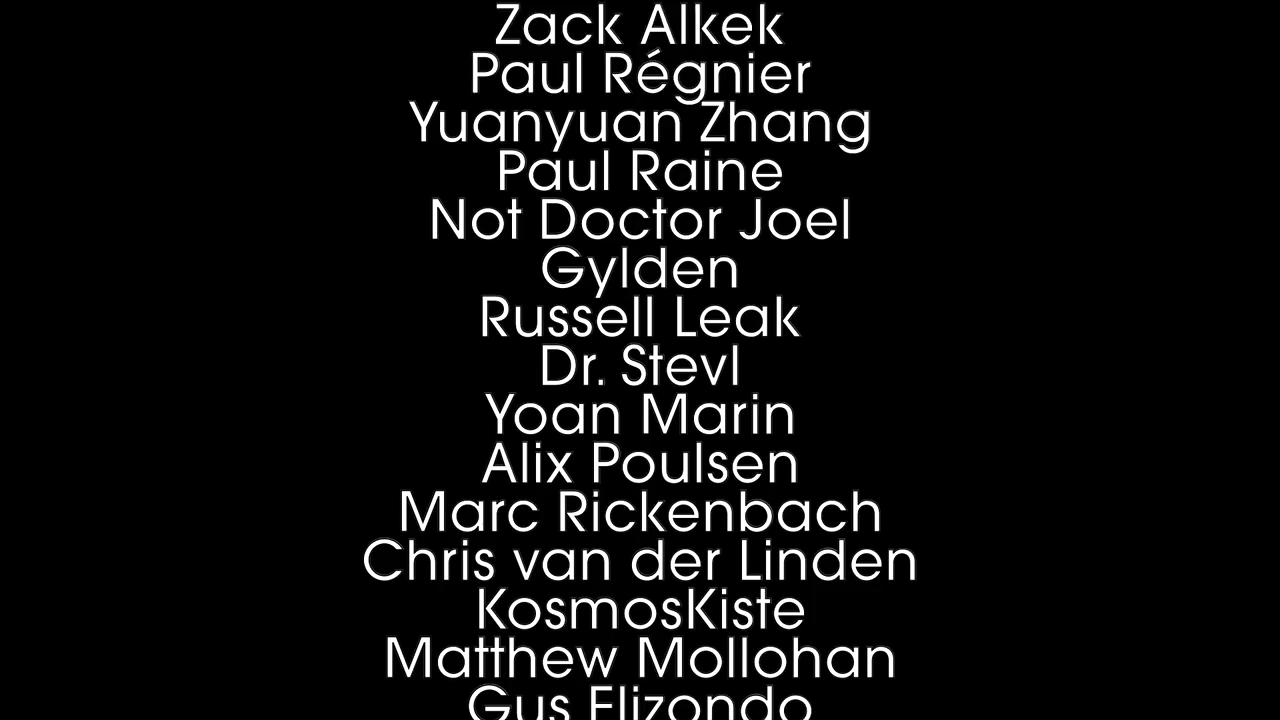 Zack Alkek
Paul Régnier
Yuanyuan Zhang
Paul Raine
Not Doctor Joel
Gylden
Russell Leak
Dr. Stevl
Yoan Marin
Alix Poulsen
Marc Rickenbach
Chris van der Linden
KosmosKiste
Matthew Mollohan
Gus Elizondo